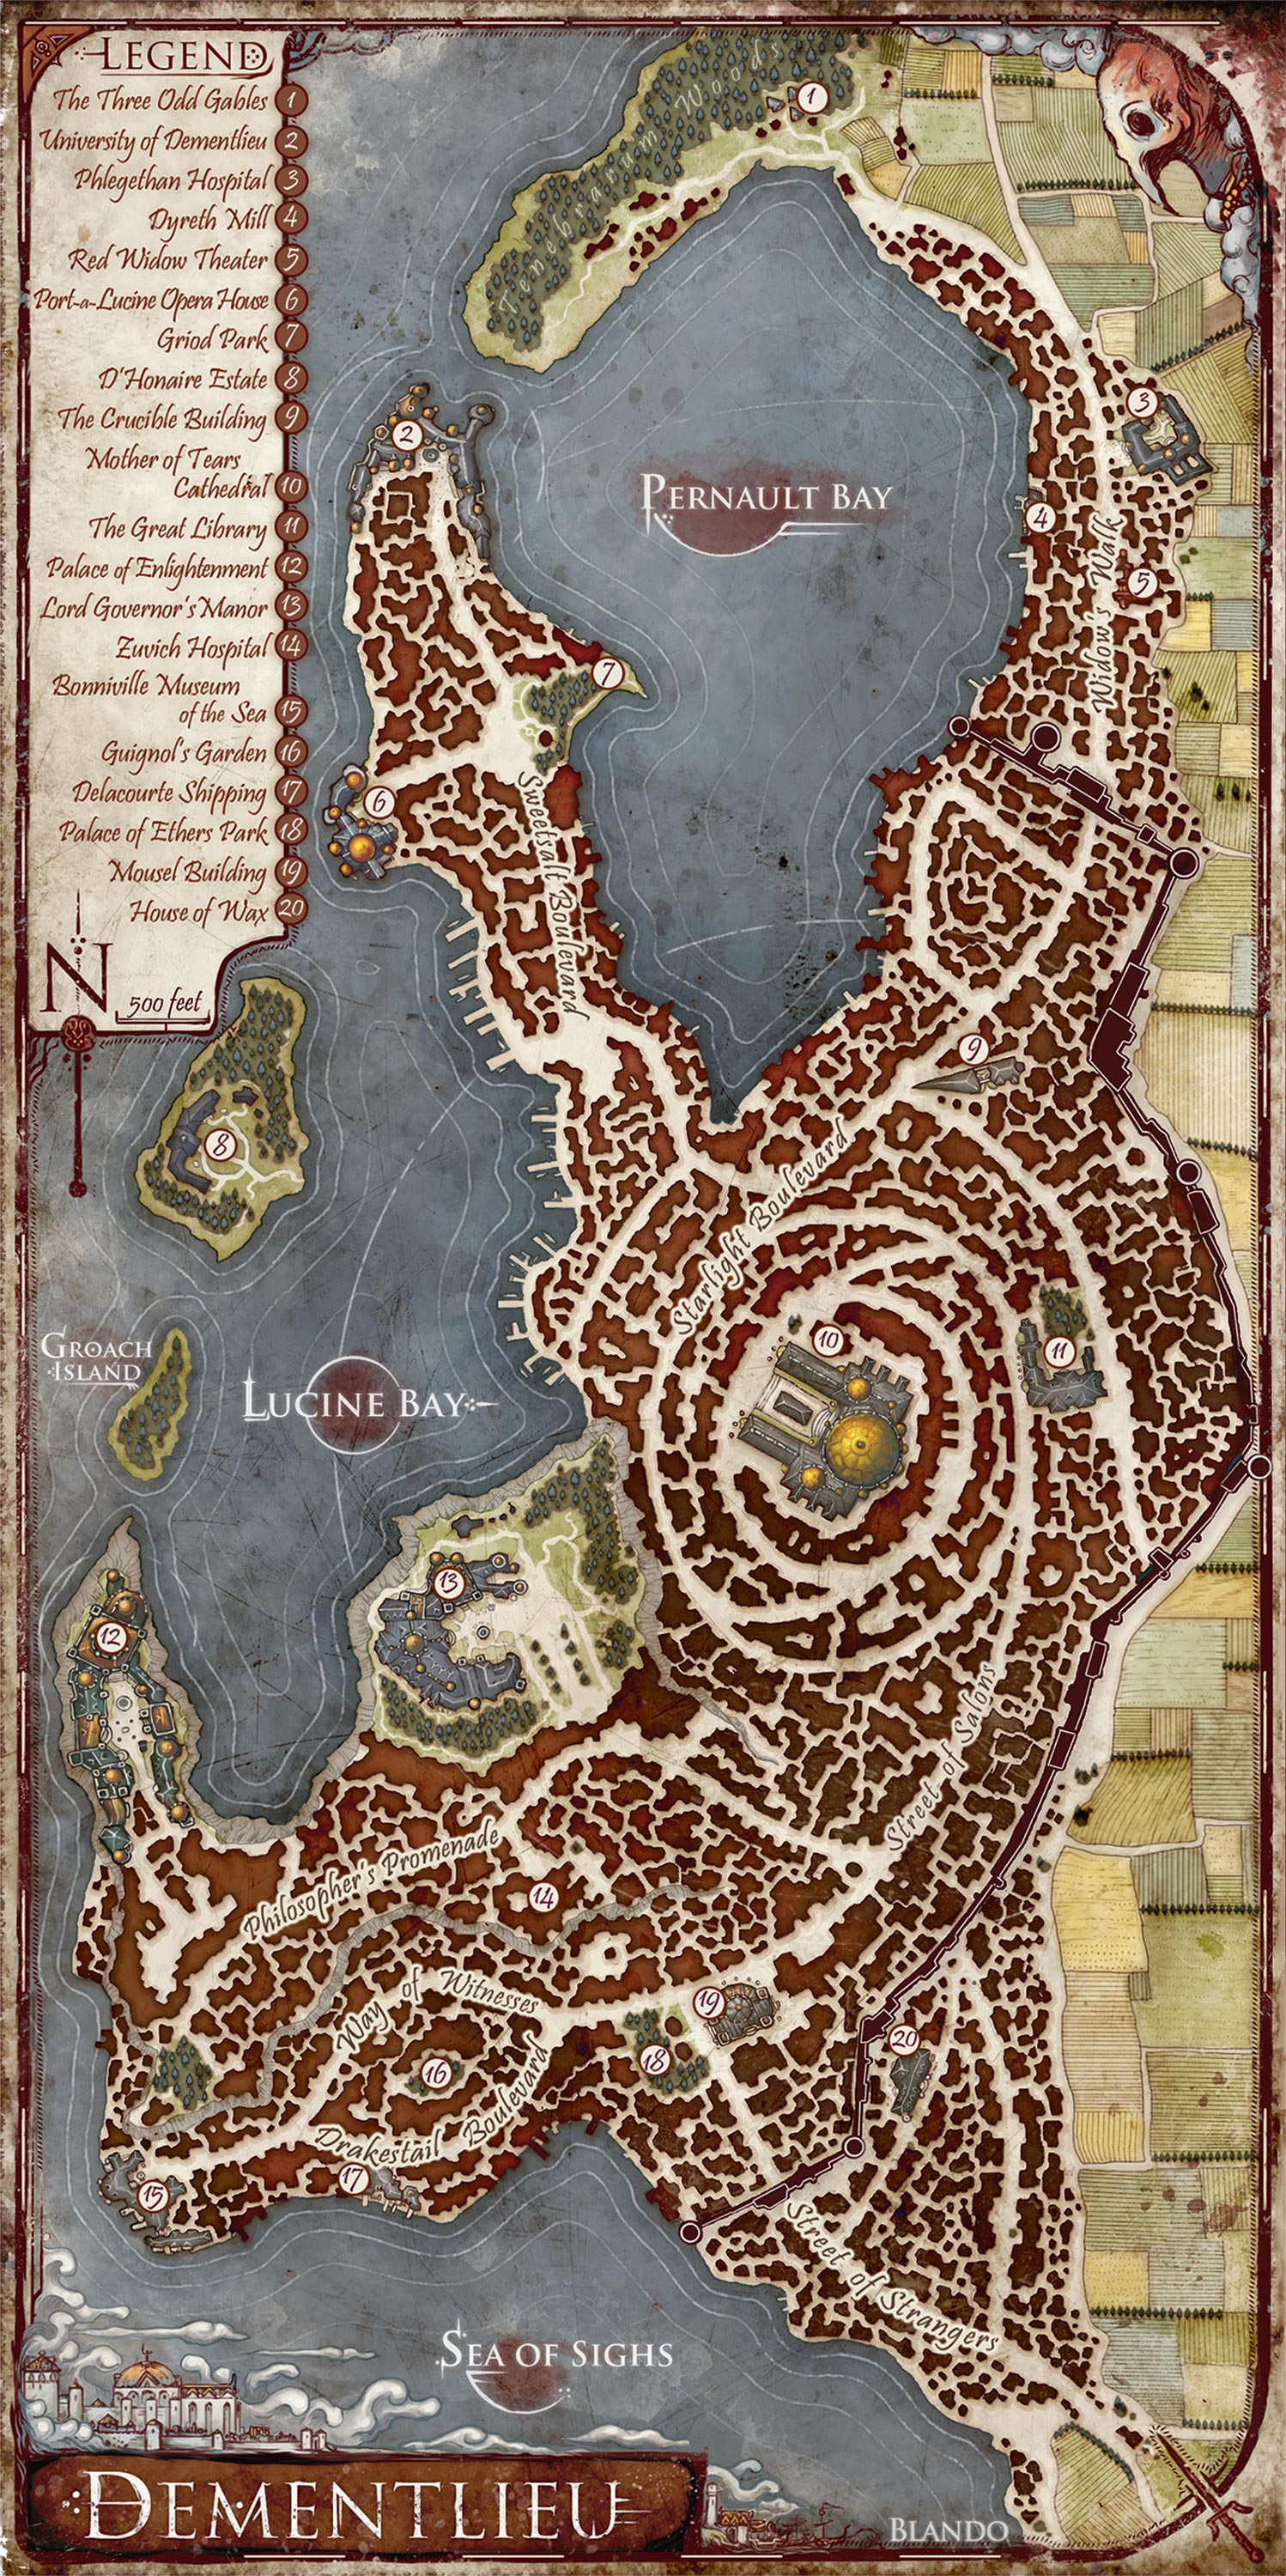 LEGEND
The Three Odd Gables 1
University of Dementlieu 2
Phlegethan Hospital 3
Dyreth Mill 4
Red Widow Theater 5
Port-a-Lucine Opera House 6
Griod Park 7
D'Honaire Estate 8
The Crucible Building 9
Mother of Tears
Cathedral 10
The Great Library 11
Palace of Enlightenment 12
Lord Governor's Manor 13
Zuvich Hospital 14
Bonniville Museum
of the Sea 15
Guignol's Garden 16
Delacourte Shipping 17
Palace of Ethers Park 18
Mousel Building 19
House of Wax 20
N
500 feet
Tenebrarum Woods
1
2
3
PERNAULT BAY
4
Widow's Walk
5
7
6
Sweetsalt Boulevard
9
8
Starlight Boulevard
GROACH
ISLAND
10
11
LUCINE BAY
13
12
Street of Salons
Philosopher's Promenade
14
Way of Witnesses
19
18
20
16
Drakestail Boulevard
17
15
Street of Strangers
SEA OF SIGHS
DEMENTLIEU
BLANDO